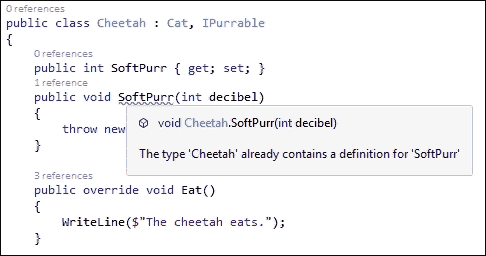 0 references
public class Cheetah : Cat, IPurrable
{
0 references
public int SoftPurr { get; set; }
1 reference
public void SoftPurr(int decibel)
{
throw new
}
void Cheetah.SoftPurr(int decibel)
The type 'Cheetah' already contains a definition for 'SoftPurr'
3 references
public override void Eat()
{
WriteLine($"The cheetah eats.");
}